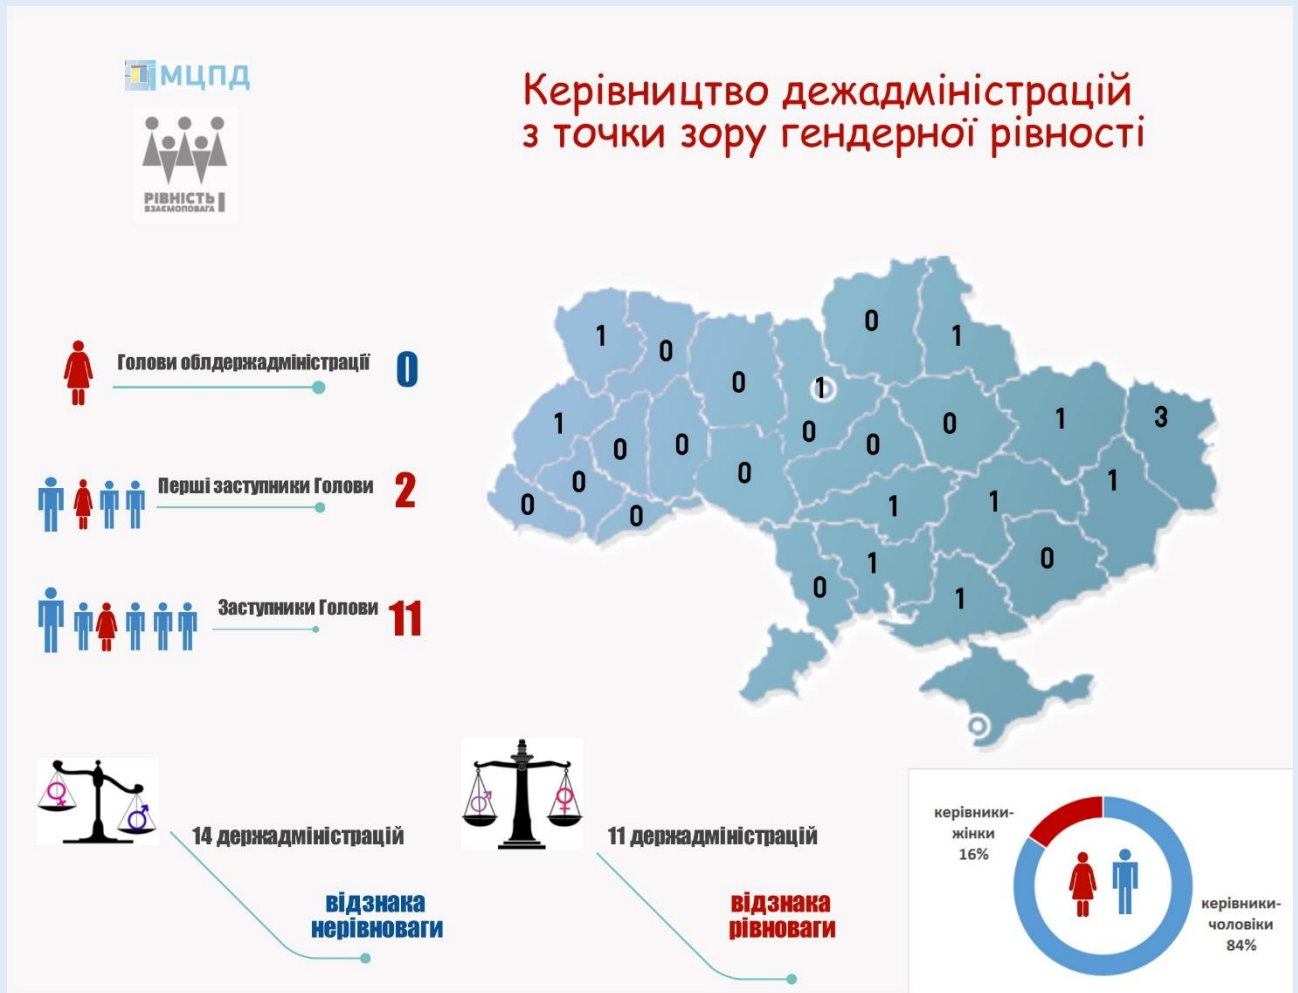 МЦПД
РІВНІСТЬ І
ВЗАЄМОПОВАГА
Керівництво дежадміністрацій
з точки зору гендерної рівності
Голови облдержадміністрації 0
Перші заступники Голови 2
Заступники Голови 11
0
1
1
0
0
1
1
3
0
1
0
0
0
0
0
0
1
0
0
1
1
0
0
1
0
1
14 держадміністрацій
відзнака
нерівноваги
11 держадміністрацій
відзнака
рівноваги
керівники-
жінки
16%
керівники-
чоловіки
84%